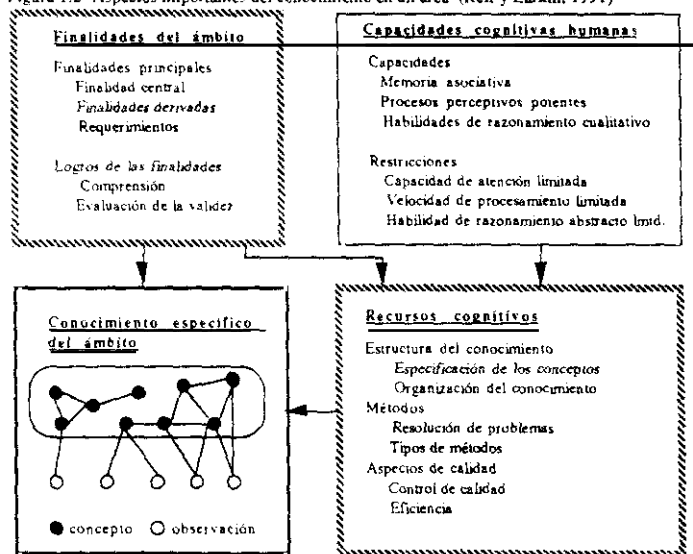 Figura 1.2 Aspectos importantes del conocimiento en un área (Reif y Larkin, 1991)
Finalidades del ámbito
Finalidades principales
Finalidad central
Finalidades derivadas
Requerimientos
Logros de las finalidades
Comprensión
Evaluación de la validez
Capacidades cognitivas humanas
Capacidades
Memoria asociativa
Procesos perceptivos potentes
Habilidades de razonamiento cualitativo
Restricciones
Capacidad de atención limitada
Velocidad de procesamiento limitada
Habilidad de razonamiento abstracto lmtd.
Conocimiento específico
del ámbito
concepto observación
Recursos cognitivos
Estructura del conocimiento
Especificación de los conceptos
Organización del conocimiento
Métodos
Resolución de problemas
Tipos de métodos
Aspectos de calidad
Control de calidad
Eficiencia